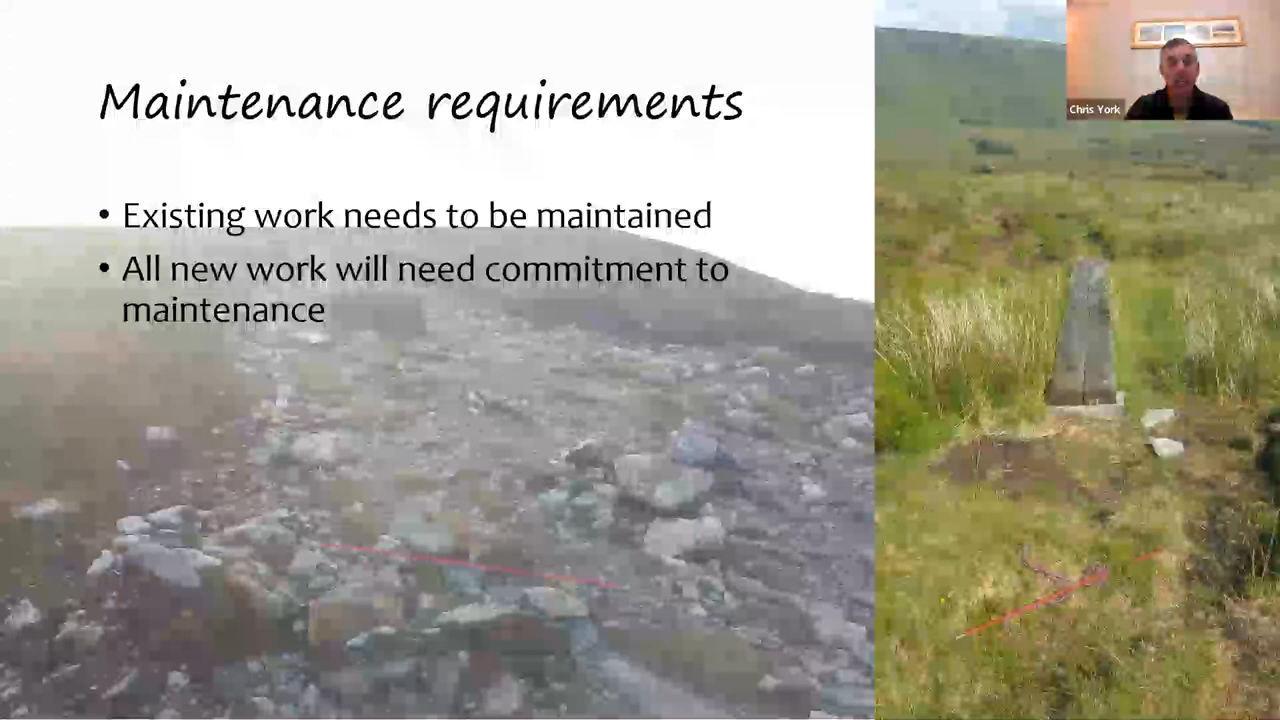 Maintenance requirements
• Existing work needs to be maintained
• All new work will need commitment to
maintenance
Chris York